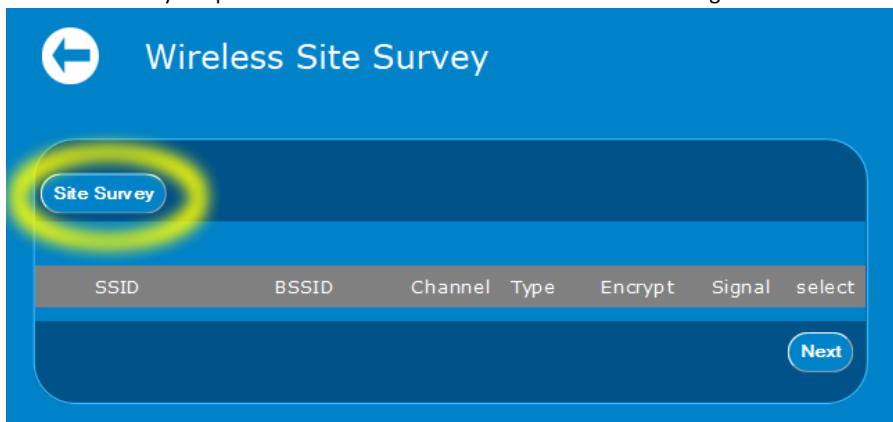 Wireless Site Survey
Site Survey
SSID BSSID Channel Type Encrypt Signal select
Next